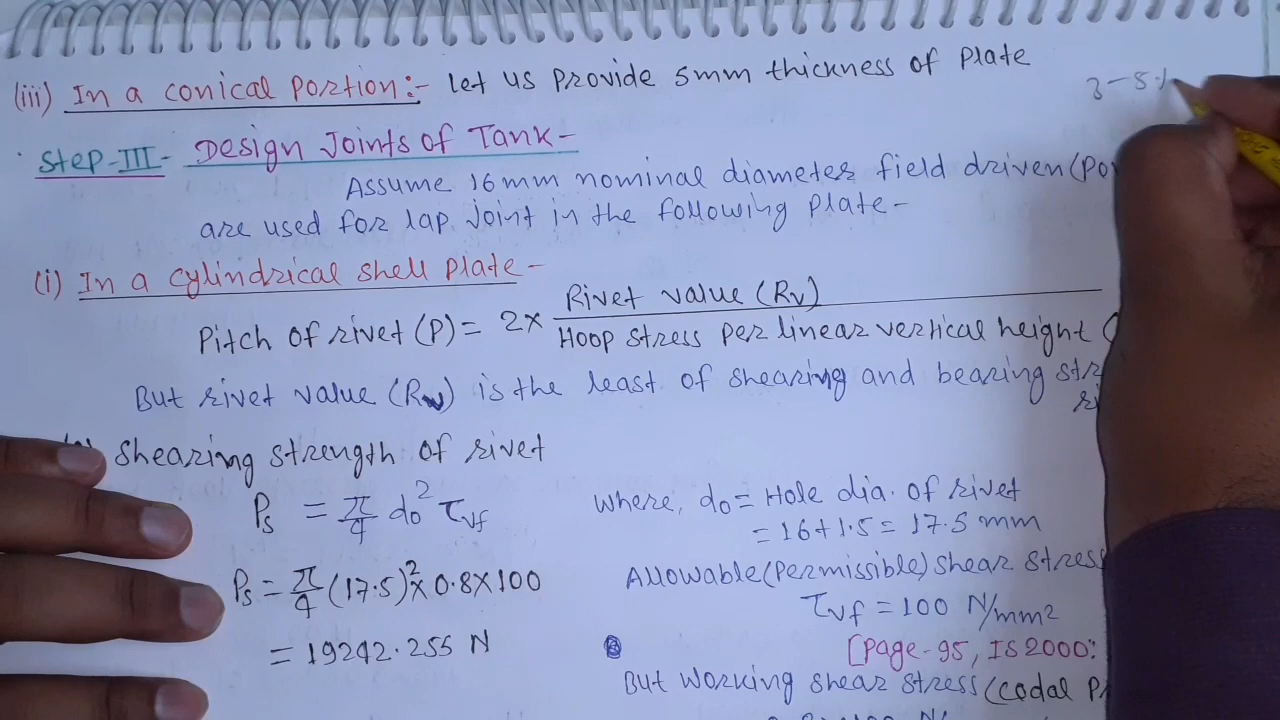 (iii) In a conical portion:- let us provide 5mm thickness of plate
3-5%
Step-III- Design Joints of Tank-
Assume 16mm nominal diameter field driven
are used for lap joint in the following plate-
(i) In a cylindrical shell plate-
Pitch of rivet (P) = 2× Rivet value (Rv)
Hoop stress per linear vertical height
But rivet value (Rv) is the least of shearing and bearing
shearing strength of rivet
Ps = π/4 do² τvf
where, do = Hole dia. of rivet
= 16+1.5 = 17.5 mm
Ps = π/4 (17.5)² × 0.8×100
Allowable (Permissible) shear stress
τvf = 100 N/mm²
= 19242.255 N
[Page-95, IS 2000:
But working shear stress (codal